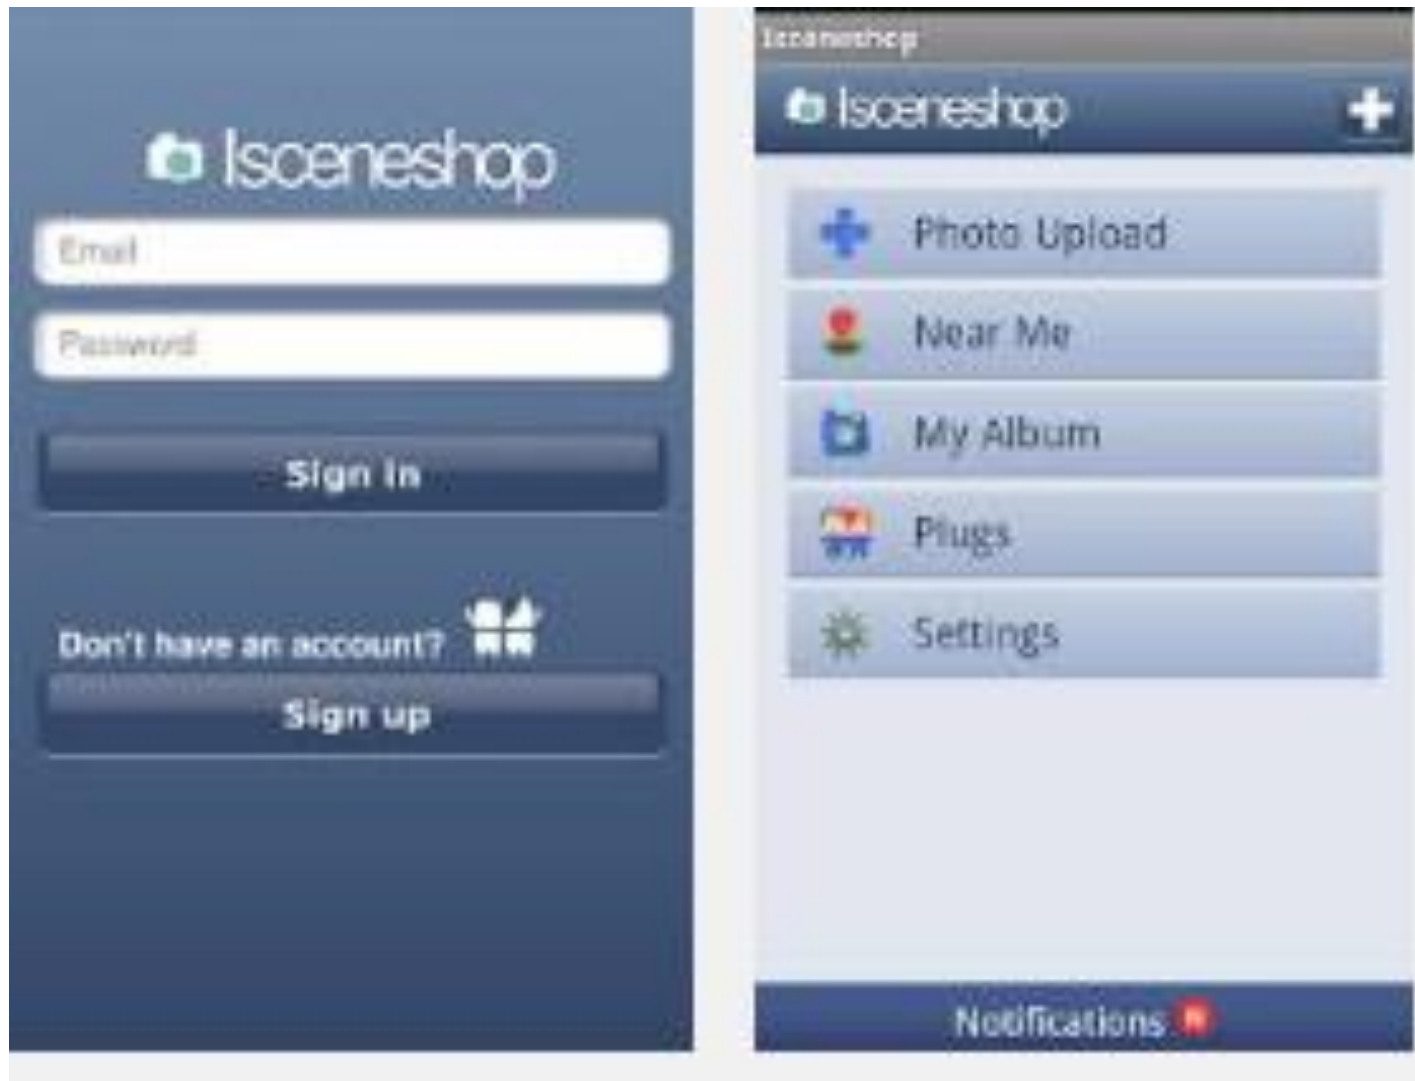 Isceneshop
Email
Password
Sign in
Don't have an account?
Sign up
Isceneshop
Isceneshop
Photo Upload
Near Me
My Album
Plugs
Settings
Notifications